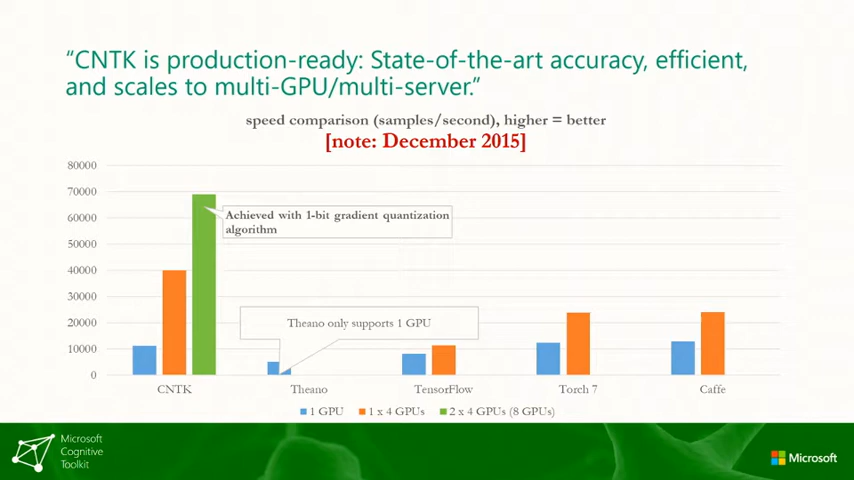 “CNTK is production-ready: State-of-the-art accuracy, efficient,
and scales to multi-GPU/multi-server.”
speed comparison (samples/second), higher = better
[note: December 2015]
80000
70000
60000
50000
40000
30000
20000
10000
0
Achieved with 1-bit gradient quantization
algorithm
Theano only supports 1 GPU
CNTK
Theano
TensorFlow
Torch 7
Caffe
1 GPU
1 x 4 GPUs
2 x 4 GPUs (8 GPUs)
Microsoft
Cognitive
Toolkit
Microsoft